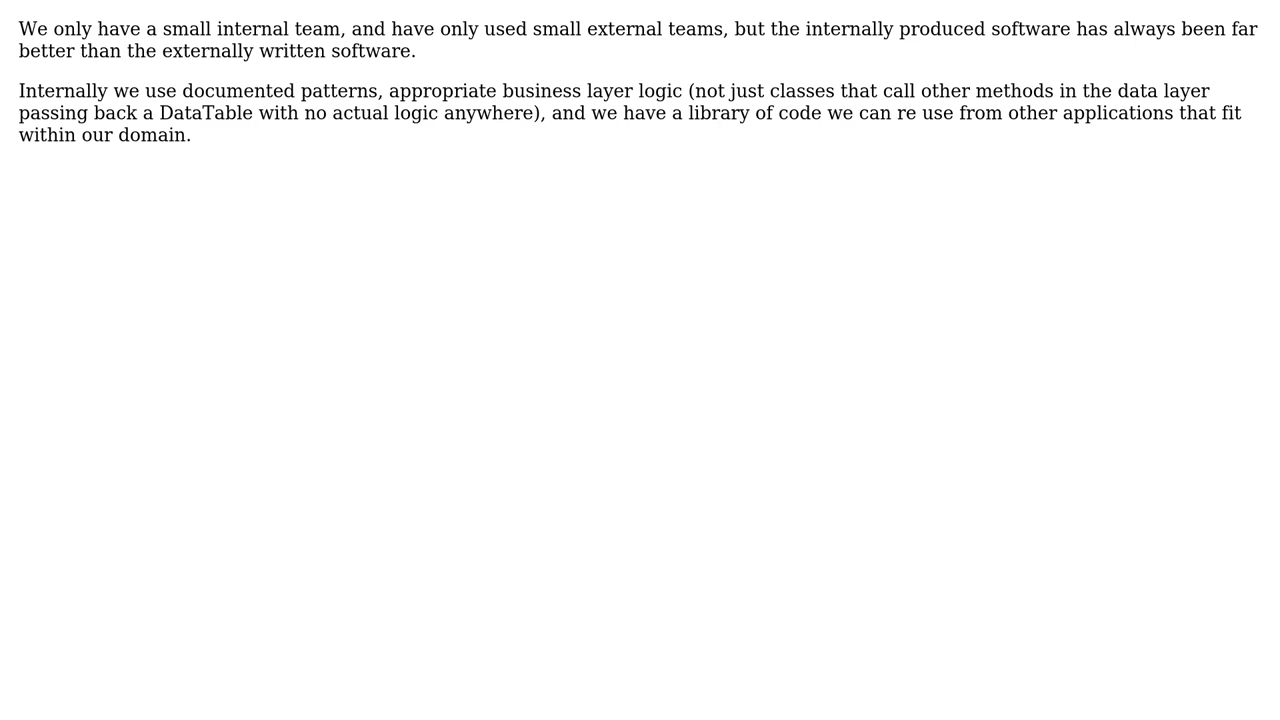 We only have a small internal team, and have only used small external teams, but the internally produced software has always been far
better than the externally written software.
Internally we use documented patterns, appropriate business layer logic (not just classes that call other methods in the data layer
passing back a DataTable with no actual logic anywhere), and we have a library of code we can re use from other applications that fit
within our domain.